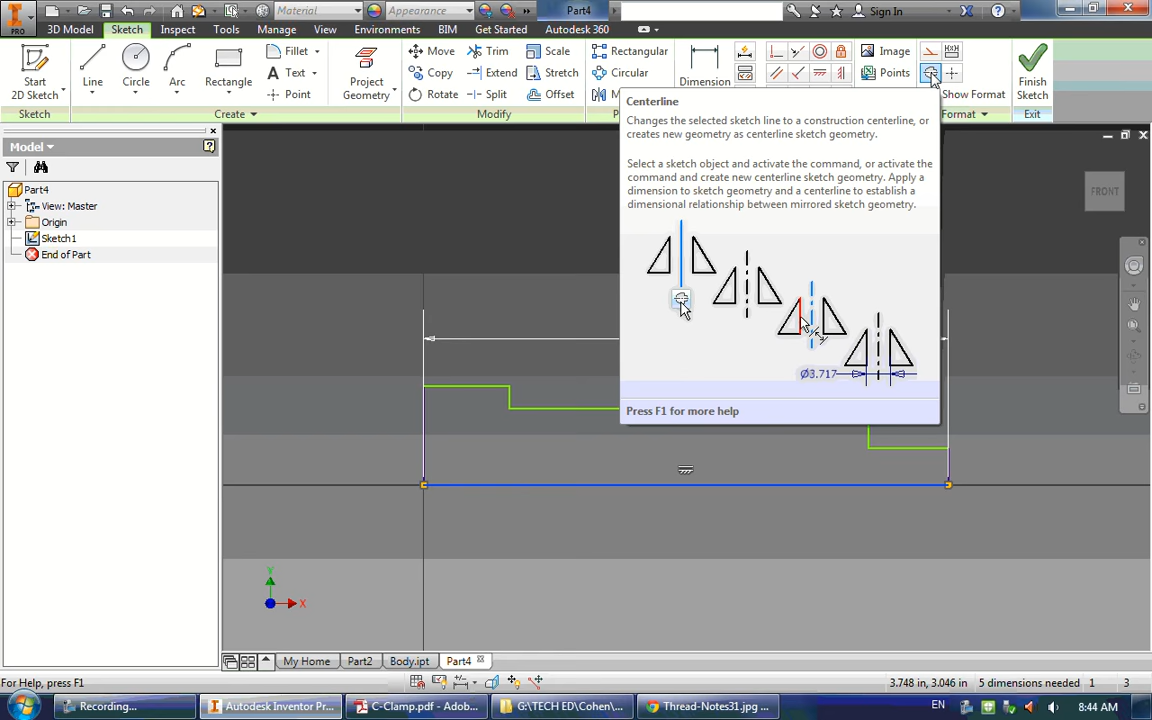 PRO
Material
Appearance
Part4
Sign In
3D Model
Sketch
Inspect
Tools
Manage
View
Environments
BIM
Get Started
Autodesk 360
Start
2D Sketch
Line
Circle
Arc
Rectangle
Fillet
Text
Point
Project
Geometry
Move
Copy
Rotate
Trim
Extend
Split
Scale
Stretch
Offset
Rectangular
Circular
M
Dimension
Image
Points
Show Format
Finish
Sketch
Sketch
Create
Modify
P
Format
Exit
Centerline
Changes the selected sketch line to a construction centerline, or
creates new geometry as centerline sketch geometry.
Select a sketch object and activate the command, or activate the
command and create new centerline sketch geometry. Apply a
dimension to sketch geometry and a centerline to establish a
dimensional relationship between mirrored sketch geometry.
Ø3.717
Press F1 for more help
Model
Part4
View: Master
Origin
Sketch1
End of Part
FRONT
Y
X
My Home
Part2
Body.ipt
Part4
For Help, press F1
3.748 in, 3.046 in
5 dimensions needed
1
3
Recording...
Autodesk Inventor Pr...
C-Clamp.pdf - Adob...
G:\TECH ED\Cohen\...
Thread-Notes31.jpg ...
EN
8:44 AM